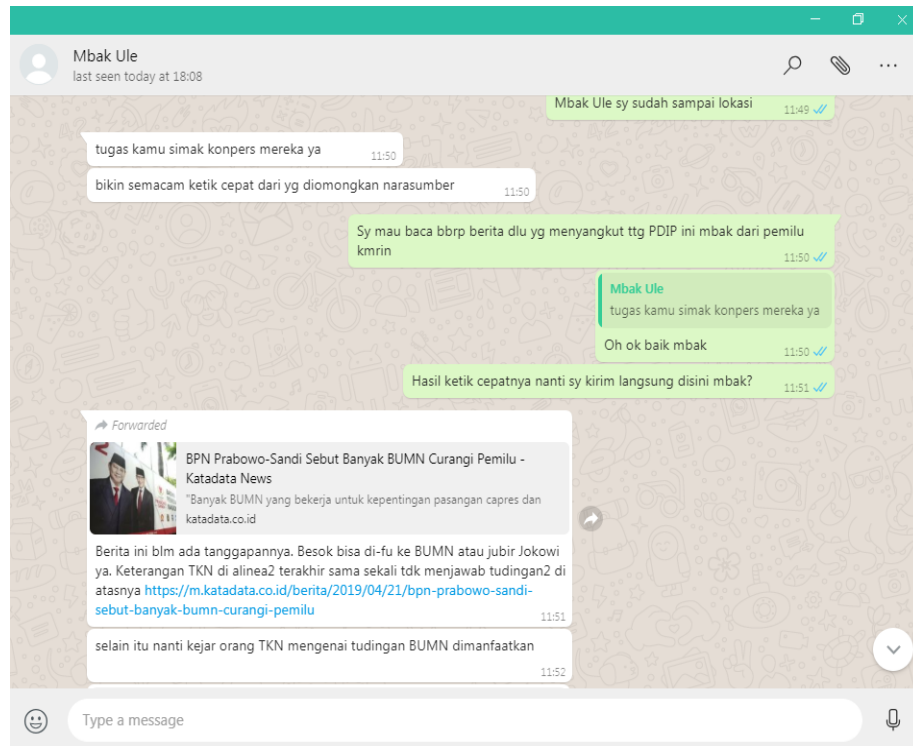 Mbak Ule
last seen today at 18:08
Mbak Ule sy sudah sampai lokasi
11:49
tugas kamu simak konpers mereka ya
11:50
bikin semacam ketik cepat dari yg diomongkan narasumber
11:50
Sy mau baca bbrp berita dlu yg menyangkut ttg PDIP ini mbak dari pemilu
kmrin
11:50
Mbak Ule
tugas kamu simak konpers mereka ya
Oh ok baik mbak
11:50
Hasil ketik cepatnya nanti sy kirim langsung disini mbak?
11:51
Forwarded
BPN Prabowo-Sandi Sebut Banyak BUMN Curangi Pemilu -
Katadata News
"Banyak BUMN yang bekerja untuk kepentingan pasangan capres dan
katadata.co.id
Berita ini blm ada tanggapannya. Besok bisa di-fu ke BUMN atau jubir Jokowi
ya. Keterangan TKN di alinea2 terakhir sama sekali tdk menjawab tudingan2 di
atasnya https://m.katadata.co.id/berita/2019/04/21/bpn-prabowo-sandi-
sebut-banyak-bumn-curangi-pemilu
11:51
selain itu nanti kejar orang TKN mengenai tudingan BUMN dimanfaatkan
11:52
Type a message